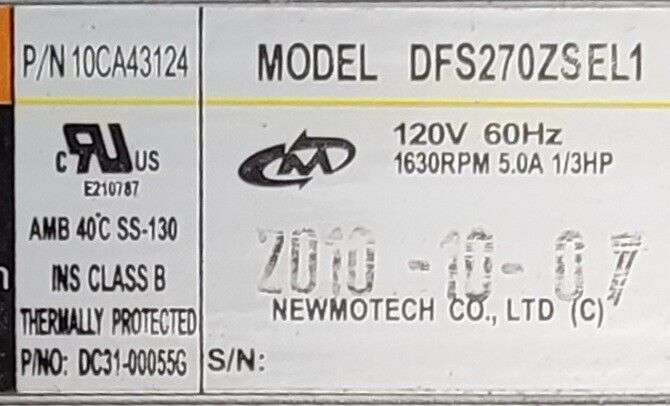 P/N 10CA43124
MODEL DFS270ZSEL1
c RU US
E210787
120V 60Hz
1630RPM 5.0A 1/3HP
AMB 40°C SS-130
2010-10-07
INS CLASS B
NEWMOTECH CO., LTD (C)
THERMALLY PROTECTED
P/NO: DC31-00055G
S/N: